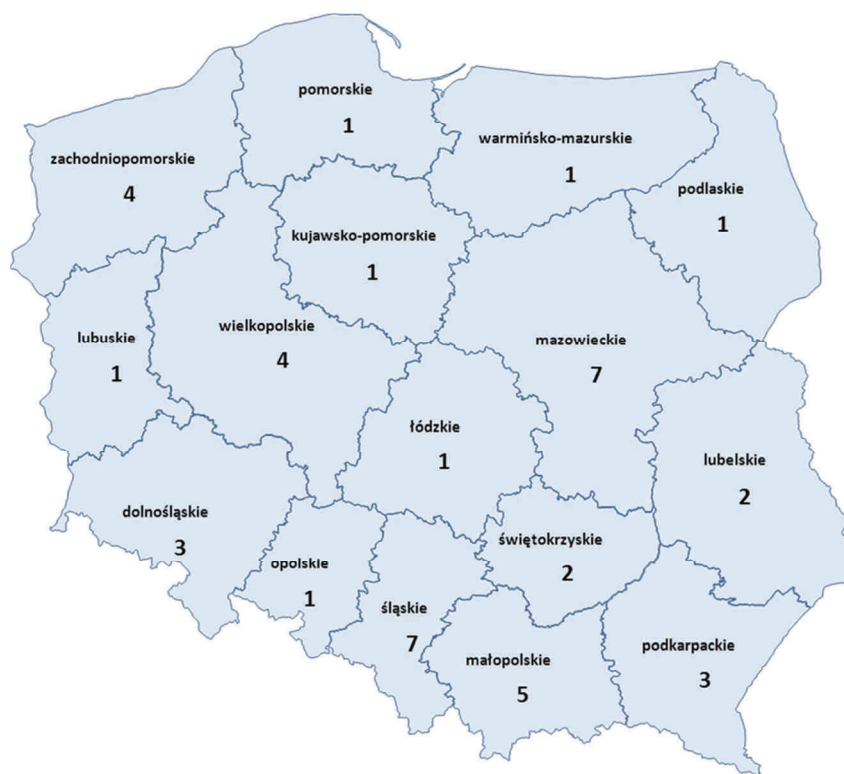 pomorskie
1
warmińsko-mazurskie
1
zachodniopomorskie
4
podlaskie
1
kujawsko-pomorskie
1
wielkopolskie
4
lubuskie
1
mazowieckie
7
łódzkie
1
lubelskie
2
dolnośląskie
3
świętokrzyskie
2
opolskie
1
śląskie
7
małopolskie
5
podkarpackie
3